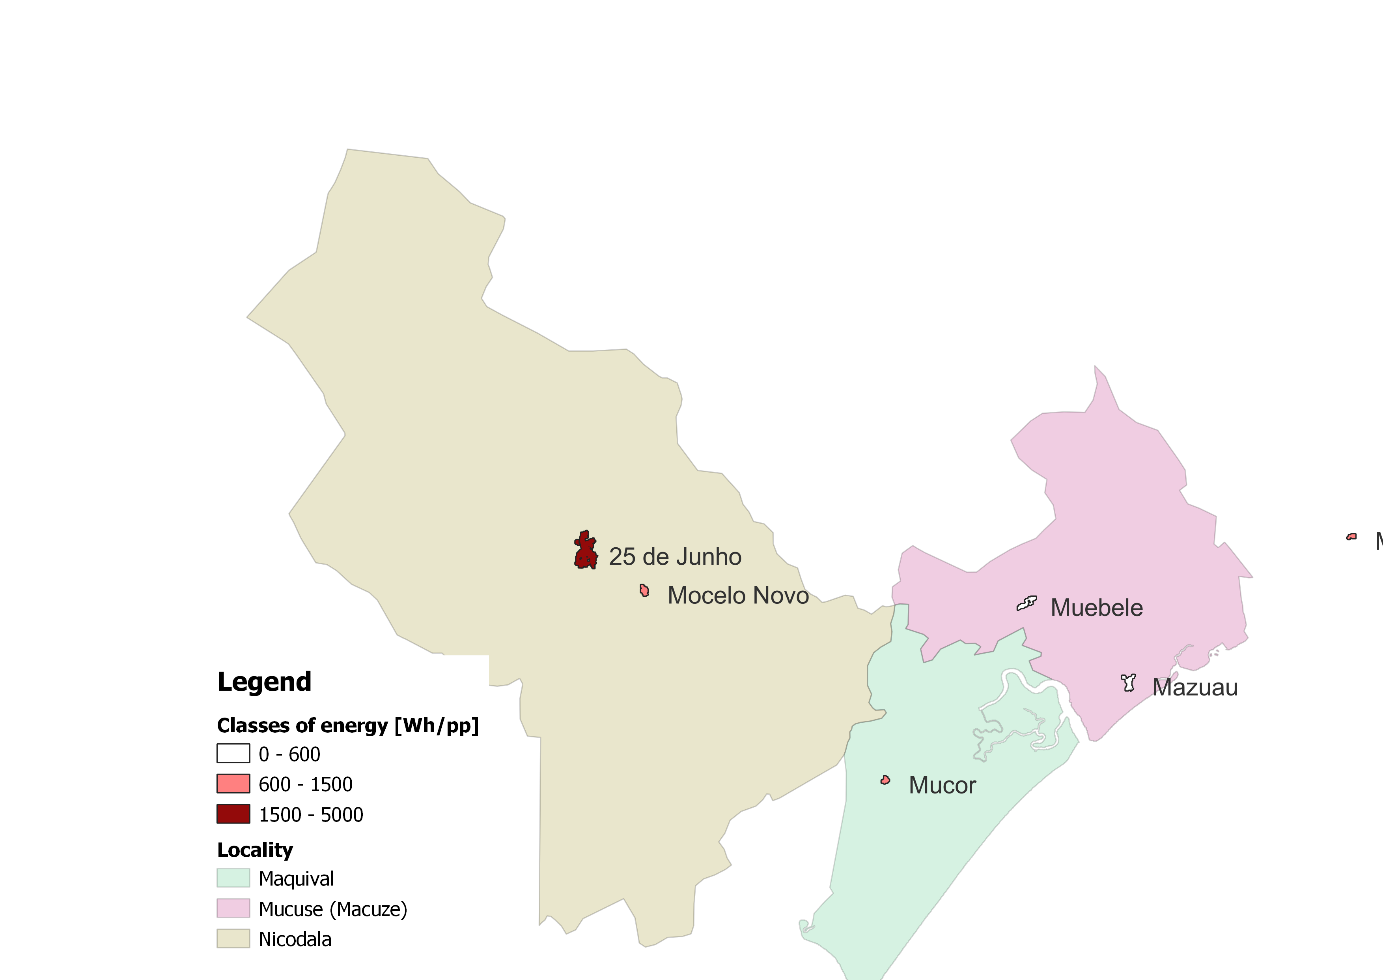 25 de Junho
Mocelo Novo
M
Muebele
Mazuau
Mucor
Legend
Classes of energy [Wh/pp]
0 - 600
600 - 1500
1500 - 5000
Locality
Maquival
Mucuse (Macuze)
Nicodala